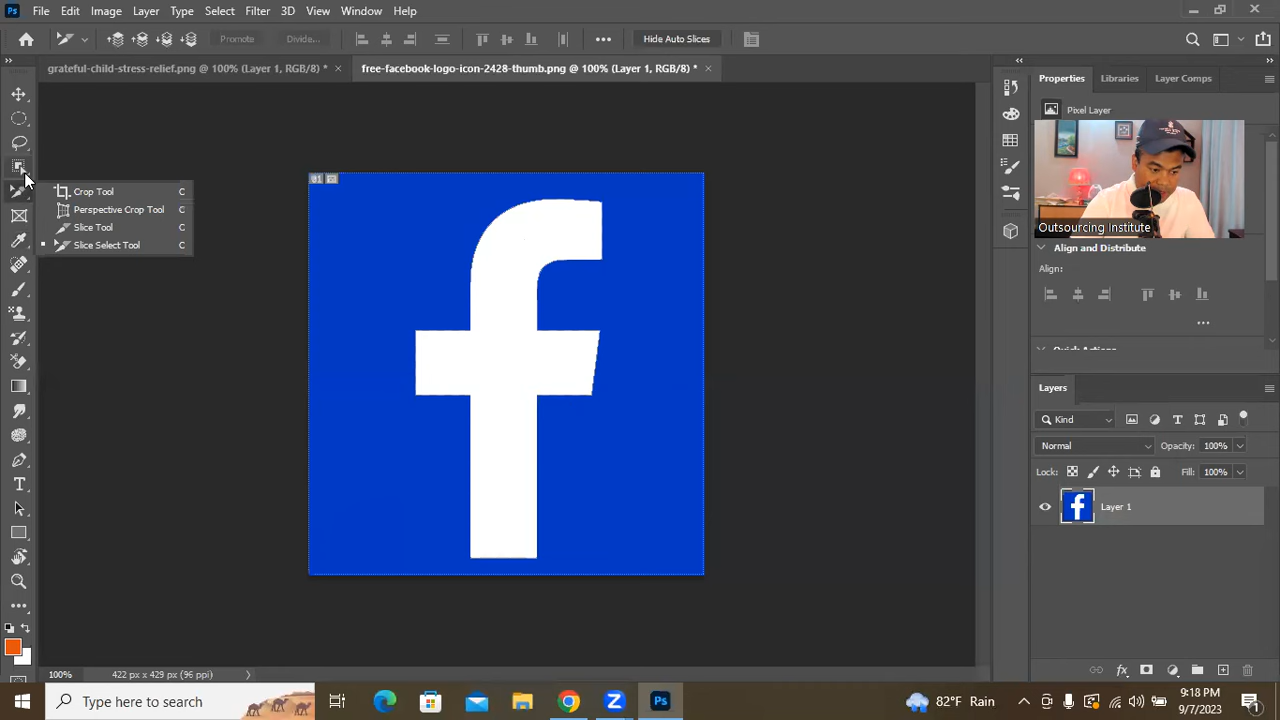 Ps File Edit Image Layer Type Select Filter 3D View Window Help
Promote Divide... Hide Auto Slices
grateful-child-stress-relief.png @ 100% (Layer 1, RGB/8) * × free-facebook-logo-icon-2428-thumb.png @ 100% (Layer 1, RGB/8) * ×
Properties Libraries Layer Comps
Pixel Layer
Crop Tool C
Perspective Crop Tool C
Slice Tool C
Slice Select Tool C
01
f
Outsourcing Institute
Align and Distribute
Align:
Quick Actions
Layers
Kind
Normal Opacity: 100%
Lock: Fill: 100%
Layer 1
100% 422 px x 429 px (96 ppi)
Type here to search
Ps
82°F Rain
9:18 PM
9/7/2023